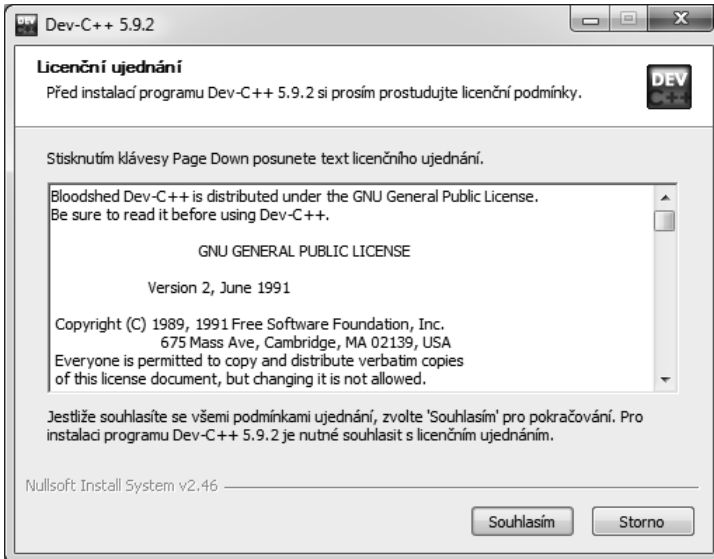 Dev-C++ 5.9.2
Licenční ujednání
Před instalací programu Dev-C++ 5.9.2 si prosím prostudujte licenční podmínky.
DEV
C++
Stisknutím klávesy Page Down posunete text licenčního ujednání.
Bloodshed Dev-C++ is distributed under the GNU General Public License.
Be sure to read it before using Dev-C++.
GNU GENERAL PUBLIC LICENSE
Version 2, June 1991
Copyright (C) 1989, 1991 Free Software Foundation, Inc.
675 Mass Ave, Cambridge, MA 02139, USA
Everyone is permitted to copy and distribute verbatim copies
of this license document, but changing it is not allowed.
Jestliže souhlasíte se všemi podmínkami ujednání, zvolte 'Souhlasím' pro pokračování. Pro
instalaci programu Dev-C++ 5.9.2 je nutné souhlasit s licenčním ujednáním.
Nullsoft Install System v2.46
Souhlasím
Storno